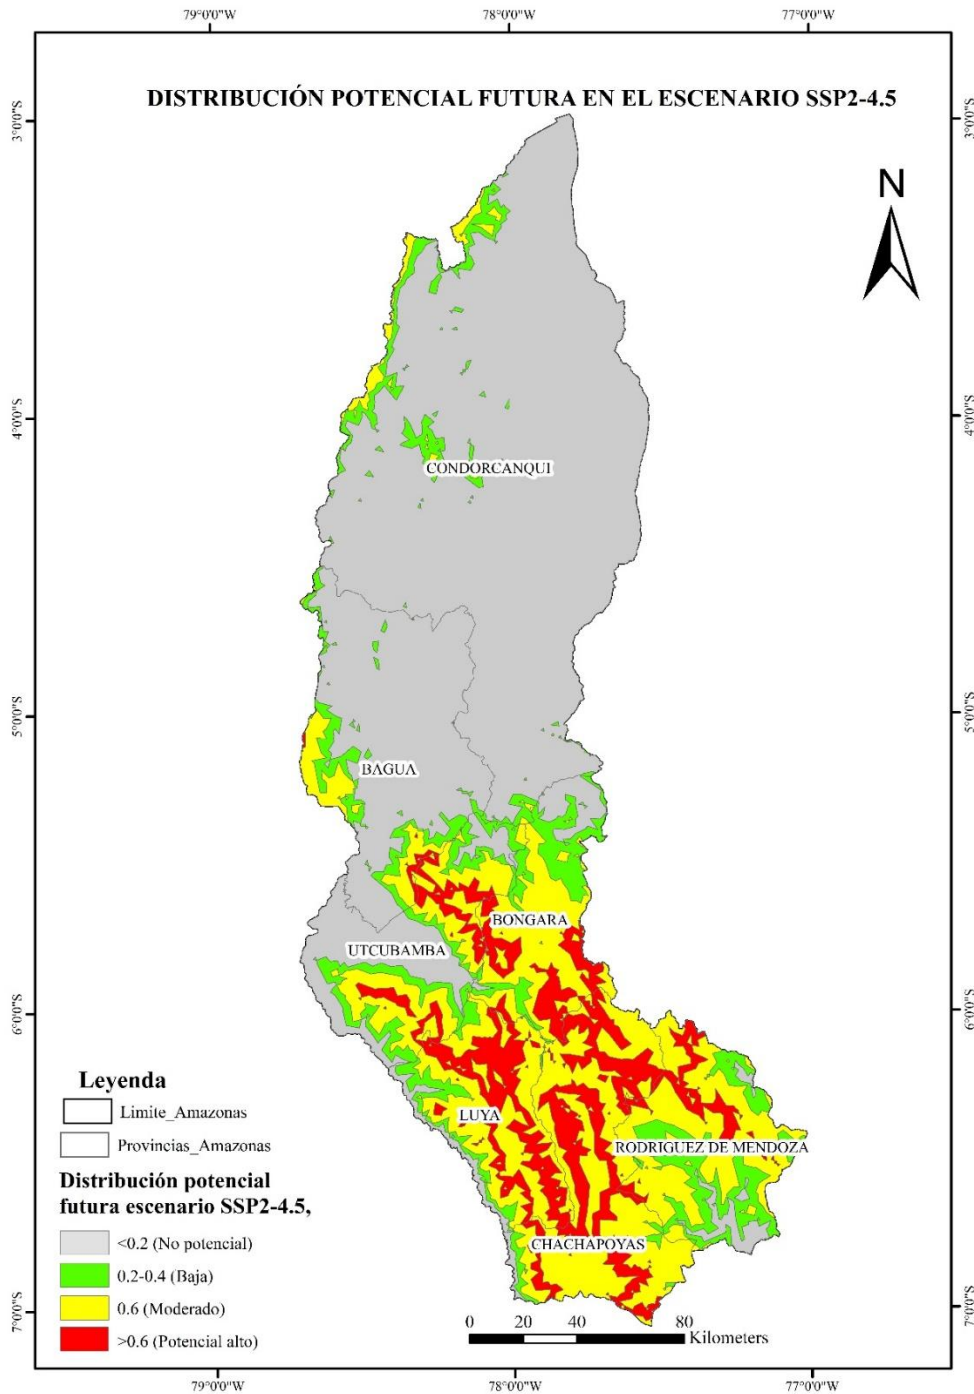 79°0'0"W 78°0'0"W 77°0'0"W
DISTRIBUCIÓN POTENCIAL FUTURA EN EL ESCENARIO SSP2-4.5
3°0'0"S 3°0'0"S
N
4°0'0"S 4°0'0"S
CONDORCANQUI
5°0'0"S 5°0'0"S
BAGUA
BONGARA
UTCUBAMBA
6°0'0"S 6°0'0"S
LUYA
RODRIGUEZ DE MENDOZA
CHACHAPOYAS
Leyenda
Limite_Amazonas
Provincias_Amazonas
Distribución potencial
futura escenario SSP2-4.5,
<0.2 (No potencial)
0.2-0.4 (Baja)
0.6 (Moderado)
>0.6 (Potencial alto)
7°0'0"S 7°0'0"S
0 20 40 80
Kilometers
79°0'0"W 78°0'0"W 77°0'0"W